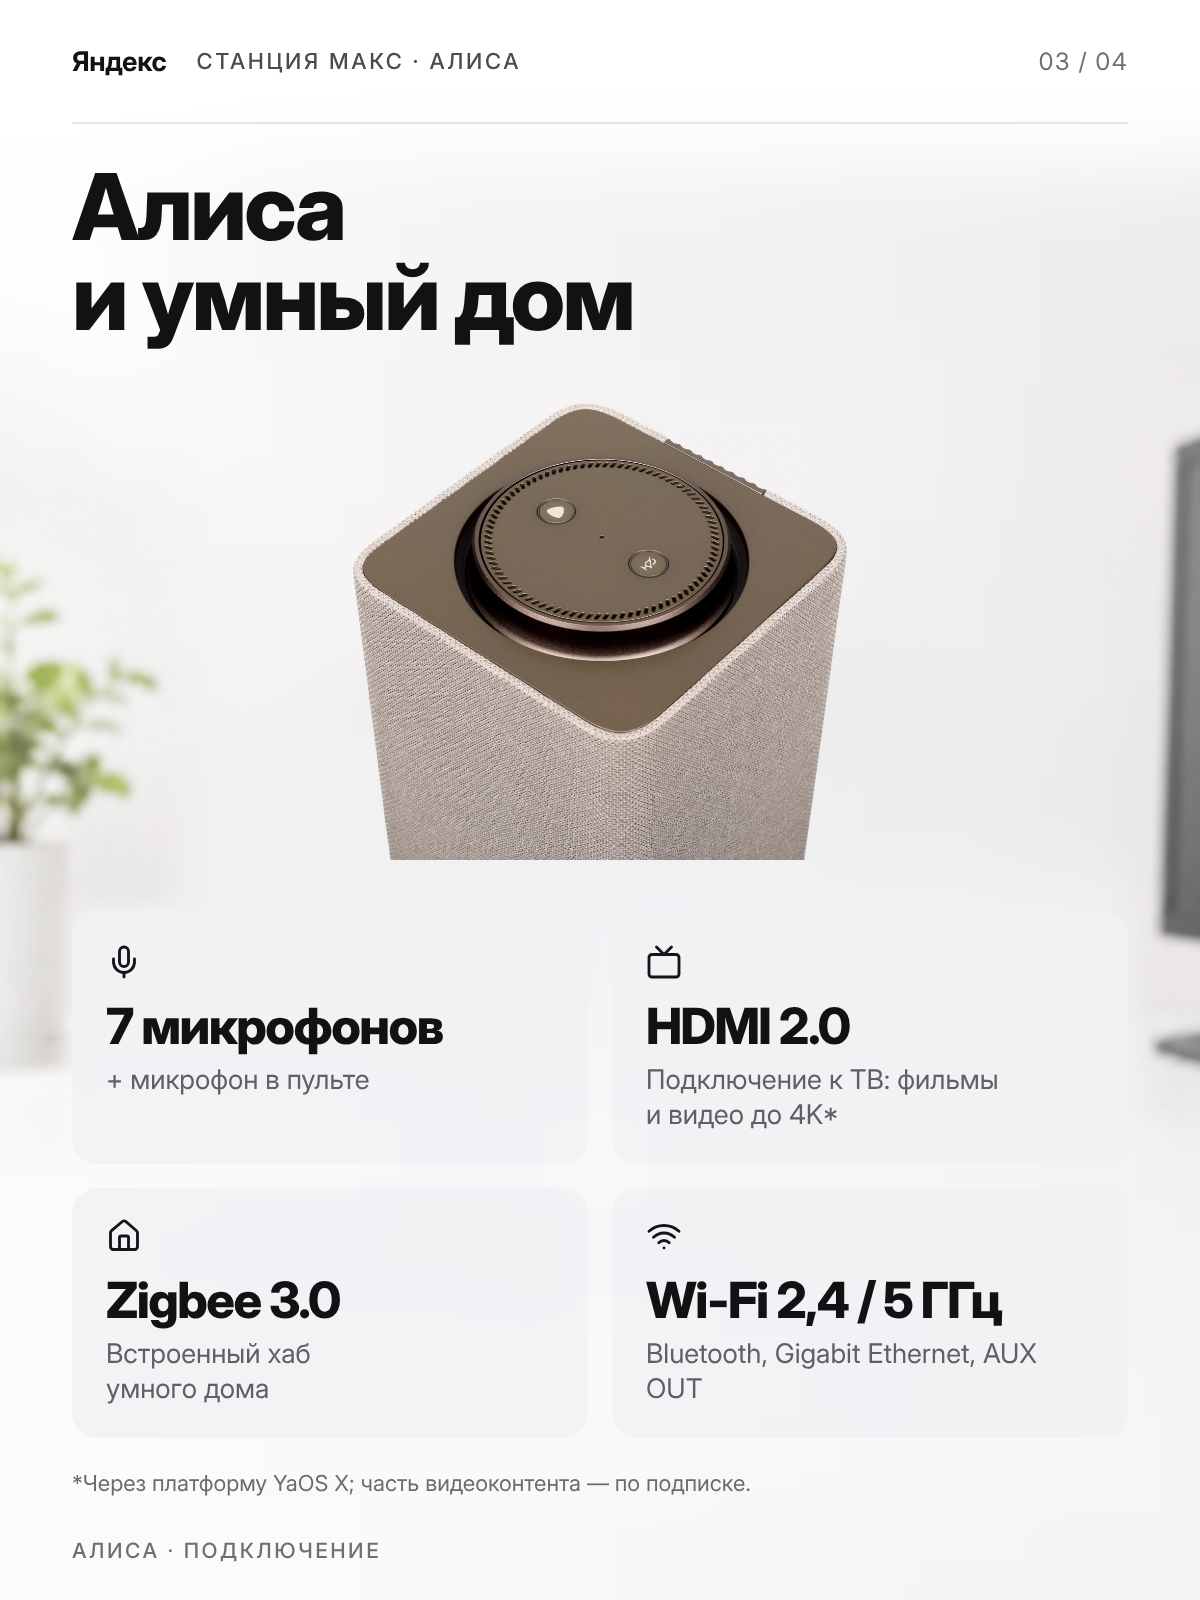 Яндекс СТАНЦИЯ МАКС · АЛИСА 03 / 04
Алиса
и умный дом
7 микрофонов
+ микрофон в пульте
HDMI 2.0
Подключение к ТВ: фильмы
и видео до 4K*
Zigbee 3.0
Встроенный хаб
умного дома
Wi-Fi 2,4 / 5 ГГц
Bluetooth, Gigabit Ethernet, AUX
OUT
*Через платформу YaOS X; часть видеоконтента — по подписке.
АЛИСА · ПОДКЛЮЧЕНИЕ